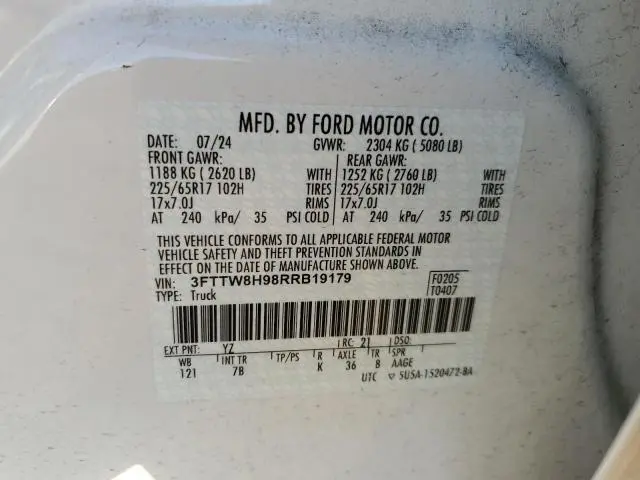 MFD. BY FORD MOTOR CO.
DATE: 07/24 GVWR: 2304 KG ( 5080 LB)
FRONT GAWR: REAR GAWR:
1188 KG ( 2620 LB) WITH 1252 KG ( 2760 LB) WITH
225/65R17 102H TIRES 225/65R17 102H TIRES
17x7.0J RIMS 17x7.0J RIMS
AT 240 kPa/ 35 PSI COLD AT 240 kPa/ 35 PSI COLD
THIS VEHICLE CONFORMS TO ALL APPLICABLE FEDERAL MOTOR
VEHICLE SAFETY AND THEFT PREVENTION STANDARDS IN
EFFECT ON THE DATE OF MANUFACTURE SHOWN ABOVE.
VIN: 3FTTW8H98RRB19179 F0205
TYPE: Truck T0407
EXT PNT: YZ RC: 21 DSO:
WB INT TR TP/PS R AXLE TR SPR
121 7B K 36 8 AAGE
UTC 5U5A-1520472-BA